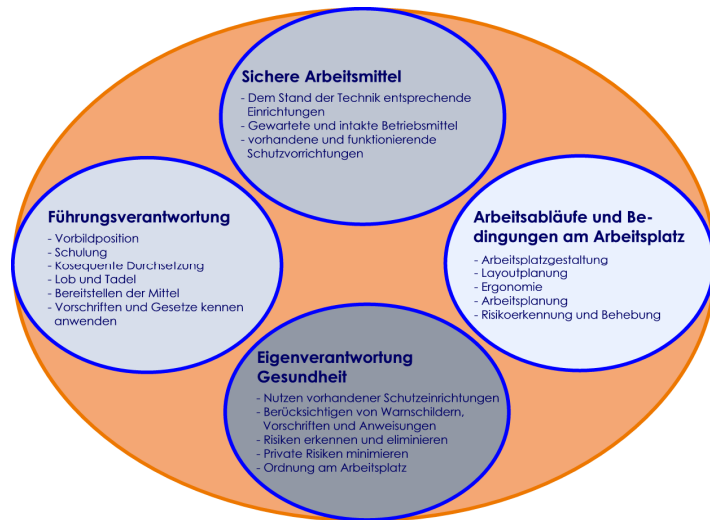 Sichere Arbeitsmittel
- Dem Stand der Technik entsprechende
Einrichtungen
- Gewartete und intakte Betriebsmittel
- vorhandene und funktionierende
Schutzvorrichtungen
Führungsverantwortung
- Vorbildposition
- Schulung
- Kosequente Durchsetzung
- Lob und Tadel
- Bereitstellen der Mittel
- Vorschriften und Gesetze kennen
anwenden
Arbeitsabläufe und Be-
dingungen am Arbeitsplatz
- Arbeitsplatzgestaltung
- Layoutplanung
- Ergonomie
- Arbeitsplanung
- Risikoerkennung und Behebung
Eigenverantwortung
Gesundheit
- Nutzen vorhandener Schutzeinrichtungen
- Berücksichtigen von Warnschildern,
Vorschriften und Anweisungen
- Risiken erkennen und eliminieren
- Private Risiken minimieren
- Ordnung am Arbeitsplatz